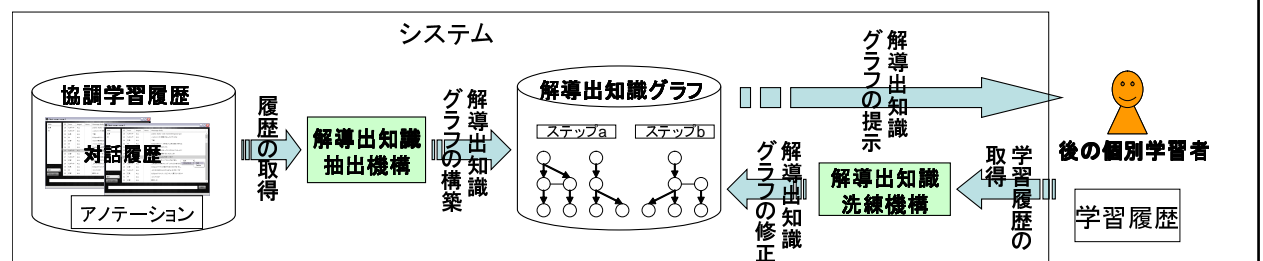 システム
協調学習履歴
対話履歴
アノテーション
履歴の取得
解導出知識
抽出機構
解導出知識
グラフの構築
解導出知識グラフ
ステップa
ステップb
解導出知識
グラフの提示
解導出知識
グラフの修正
解導出知識
洗練機構
学習履歴の
取得
後の個別学習者
学習履歴